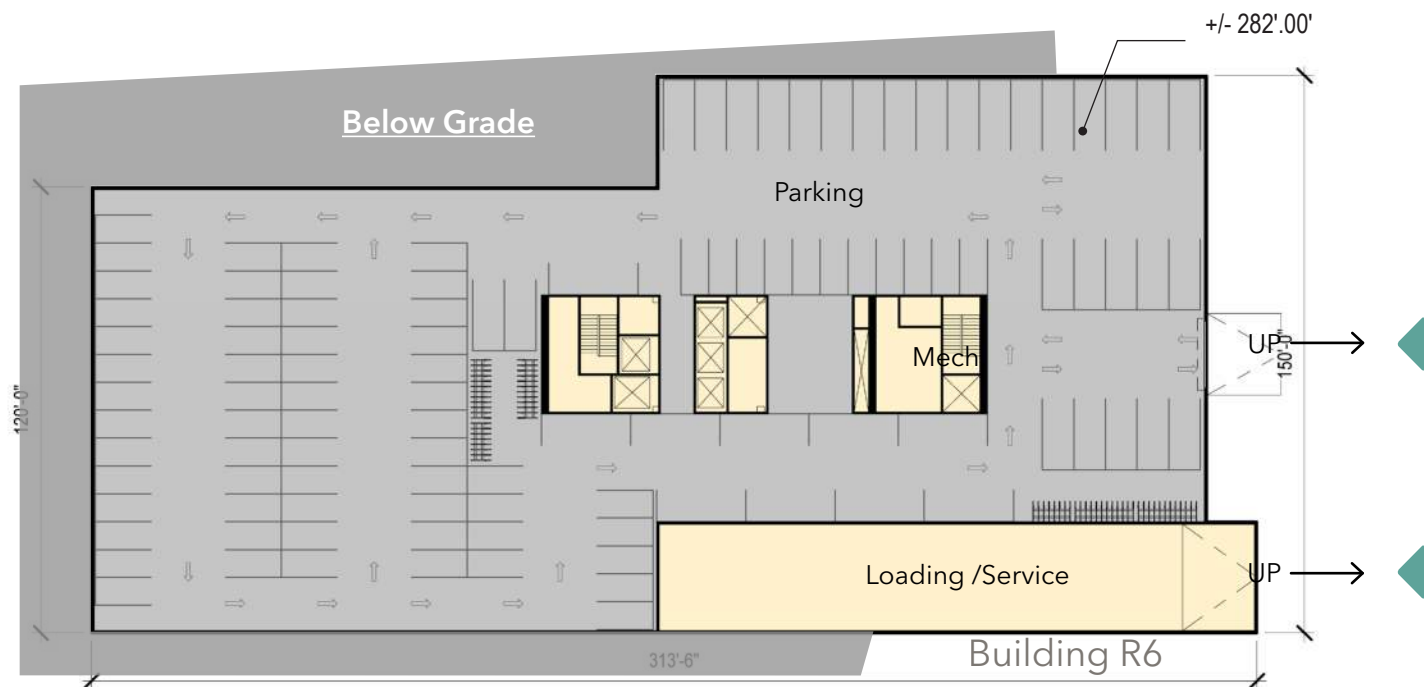 +/- 282'.00'
Below Grade
Parking
120'-0"
Mech
UP
150'-0"
Loading /Service
UP
Building R6
313'-6"